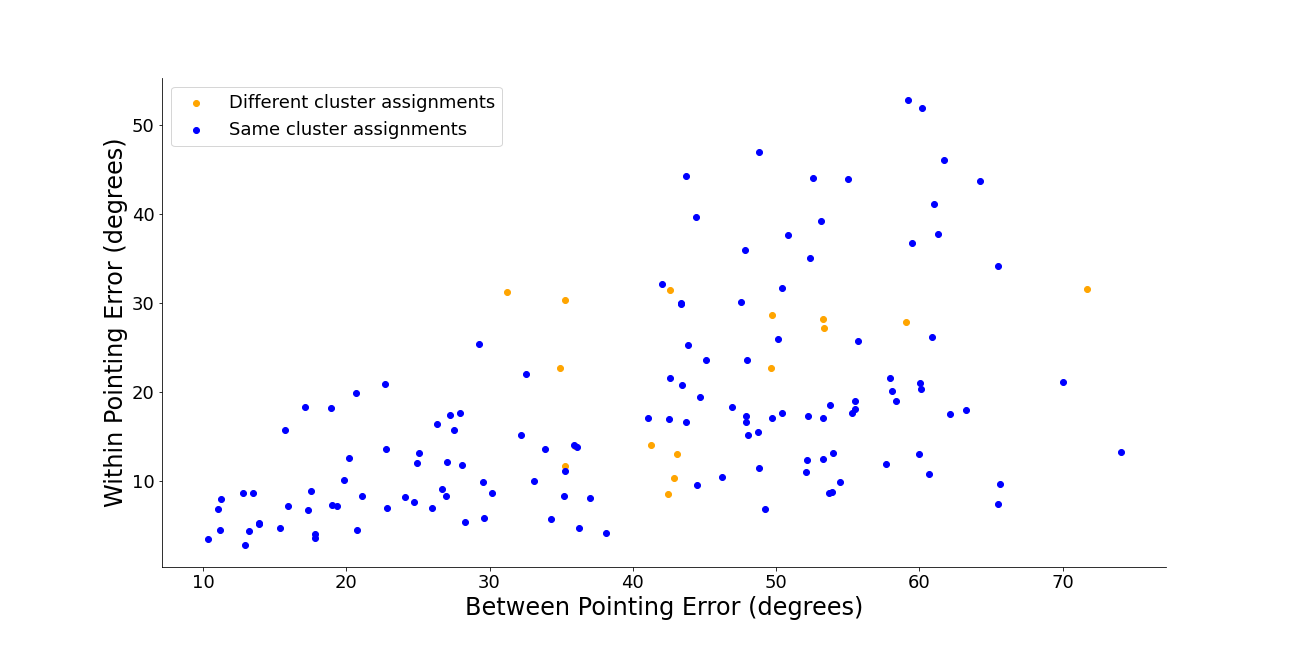 Different cluster assignments
Same cluster assignments
Within Pointing Error (degrees)
50
40
30
20
10
10 20 30 40 50 60 70
Between Pointing Error (degrees)